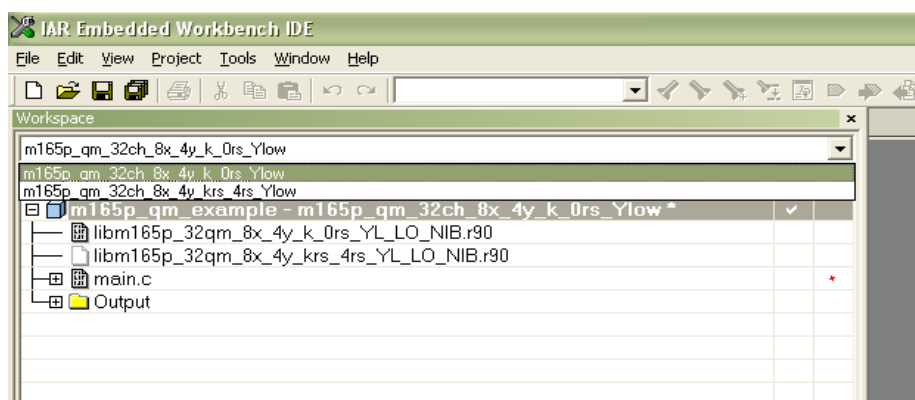 IAR Embedded Workbench IDE
File Edit View Project Tools Window Help
Workspace x
m165p_qm_32ch_8x_4y_k_0rs_Ylow
m165p_qm_32ch_8x_4y_k_0rs_Ylow
m165p_qm_32ch_8x_4y_krs_4rs_Ylow
m165p_qm_example - m165p_qm_32ch_8x_4y_k_0rs_Ylow *
libm165p_32qm_8x_4y_k_0rs_YL_LO_NIB.r90
libm165p_32qm_8x_4y_krs_4rs_YL_LO_NIB.r90
main.c *
Output